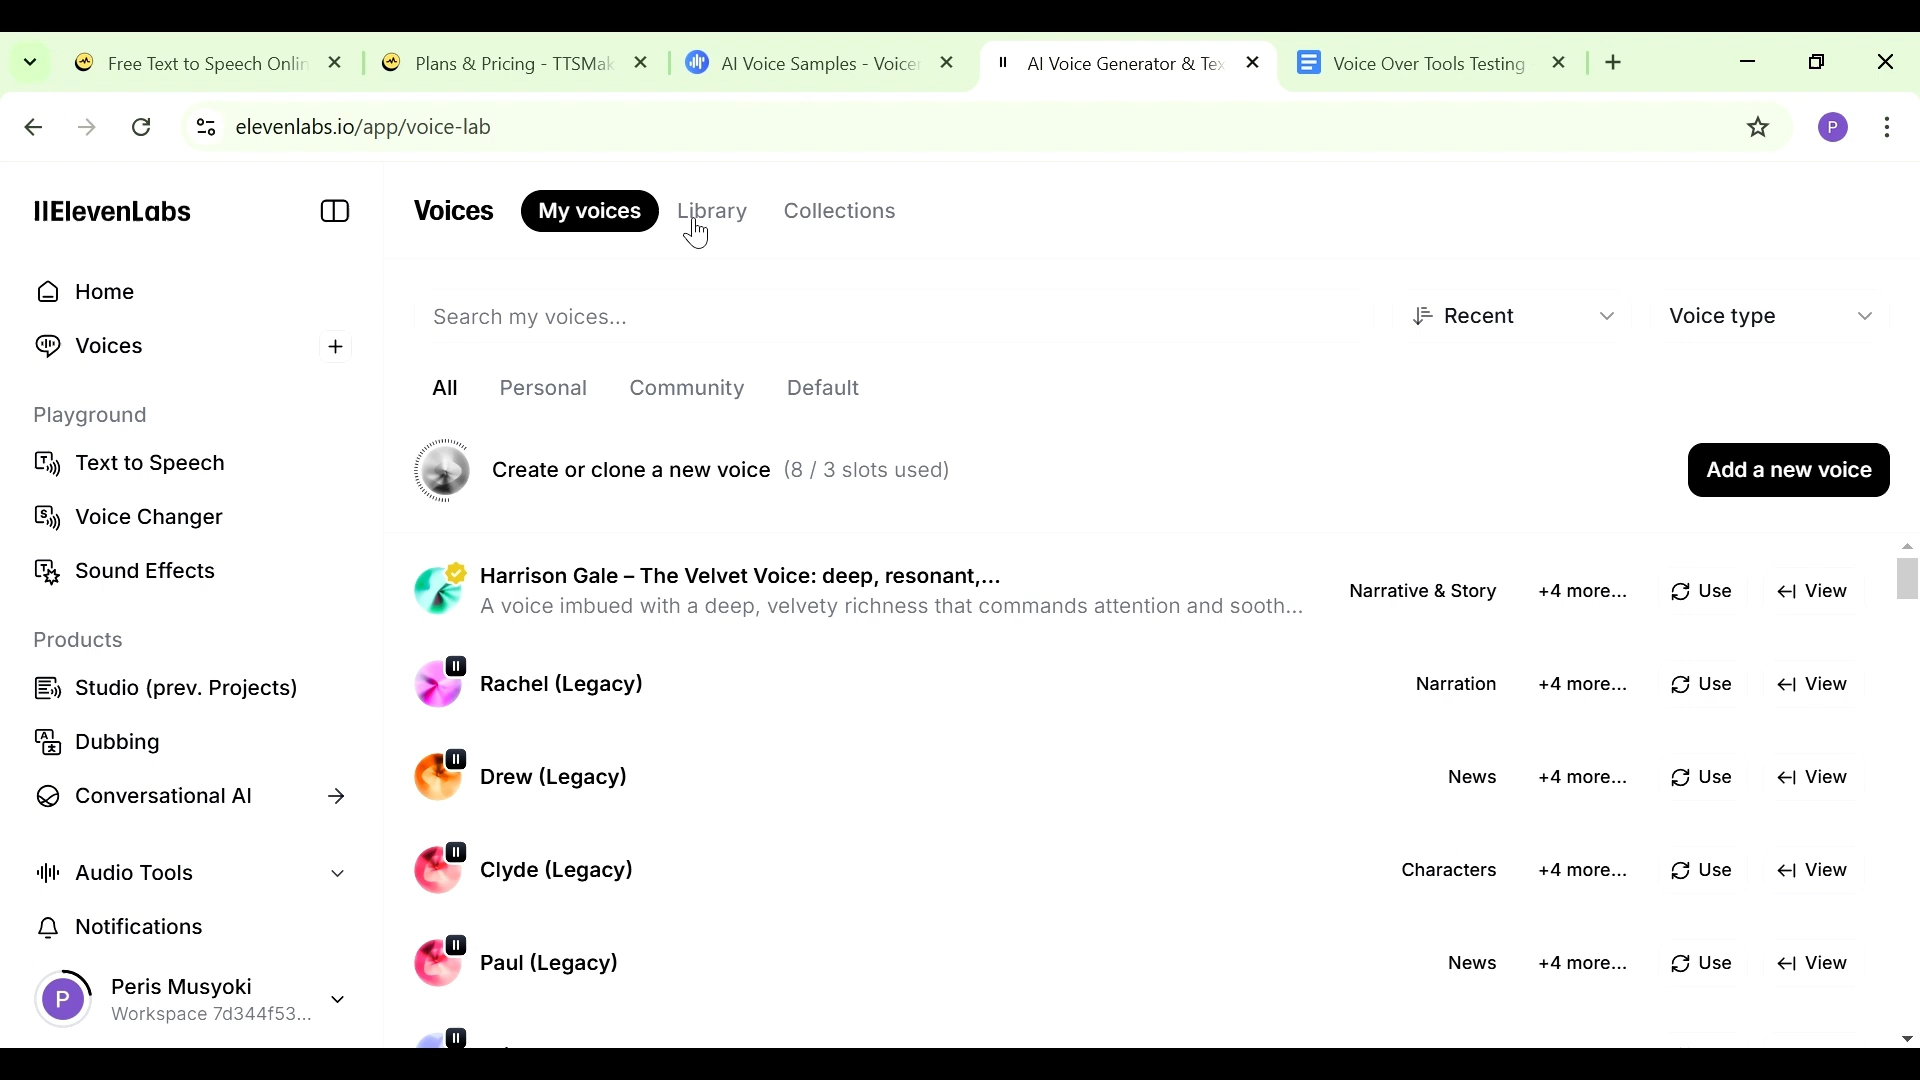 Free Text to Speech Onlin
Plans & Pricing - TTSMak
AI Voice Samples - Voicer
AI Voice Generator & Tex
Voice Over Tools Testing
elevenlabs.io/app/voice-lab
P
IIElevenLabs
Voices
My voices
Library
Collections
Home
Voices
Playground
Text to Speech
Voice Changer
Sound Effects
Products
Studio (prev. Projects)
Dubbing
Conversational AI
Audio Tools
Notifications
P
Peris Musyoki
Workspace 7d344f53...
Search my voices...
Recent
Voice type
All
Personal
Community
Default
Create or clone a new voice (8 / 3 slots used)
Add a new voice
Harrison Gale – The Velvet Voice: deep, resonant,...
A voice imbued with a deep, velvety richness that commands attention and sooth...
Narrative & Story
+4 more...
Use
View
Rachel (Legacy)
Narration
+4 more...
Use
View
Drew (Legacy)
News
+4 more...
Use
View
Clyde (Legacy)
Characters
+4 more...
Use
View
Paul (Legacy)
News
+4 more...
Use
View